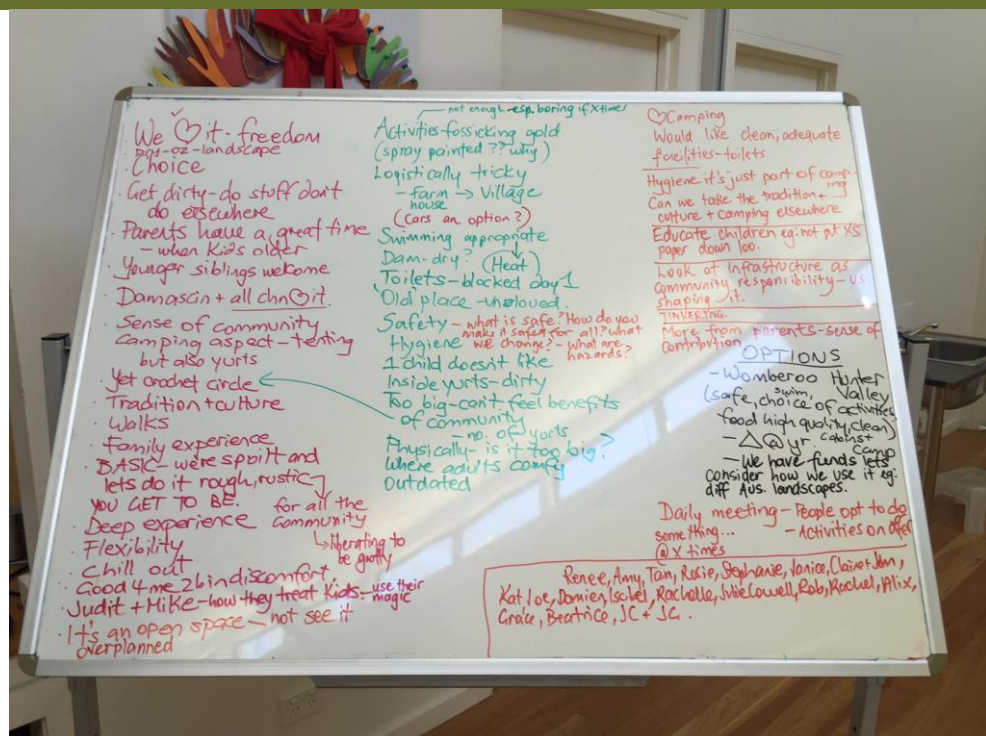 We ♡ it - freedom
- oz - landscape
· Choice
· Get dirty - do stuff don't
do elsewhere
· Parents have a great time
- when kids older
· Younger siblings welcome
· Damascin + all chn ♡ it.
· Sense of community
camping aspect - tenting
but also yurts
· Yet crochet circle
· Tradition + culture
· Walks
· Family experience
· BASIC - we're spoilt and
lets do it rough, rustic
YOU GET TO BE.
for all the
community
↳ liberating to
be grotty
· Deep experience
· Flexibility
· Chill out
· Good 4 me 2 b in discomfort
· Judit + Mike - how they treat kids - use their
magic
· It's an open space - not see it
overplanned
not enough - esp. boring if X times
Activities - fossicking gold
(spray painted ?? why)
Logistically tricky
- farm → Village
house
(cars an option?)
Swimming appropriate
Dam - dry? (Heat)
Toilets - blocked day 1
'Old' place - unloved.
Safety - what is safe? How do you
make it safer for all? what
we change? - what are
hazards?
Hygiene
1 child doesn't like
Inside yurts - dirty
Too big - can't feel benefits
of community
- no. of yurts
Physically - is it too big?
Where adults comfy
outdated
♡ Camping
Would like clean, adequate
facilities - toilets
Hygiene it's just part of camping
Can we take the tradition +
culture + camping elsewhere
Educate children eg. not put XS
paper down loo.
Look at infrastructure as
community responsibility - us
shaping it.
TINKERING.
More from parents - sense of
contribution
OPTIONS
- Womberoo Hunter
Valley
(safe, swim, choice of activities
food high quality, clean)
- △ @ yr. Camp
- We have funds lets
consider how we use it eg.
diff Aus. landscapes.
Daily meeting - People opt to do
something... - Activities on offer
@ X times
Renee, Amy, Tam, Rosie, Stephanie, Janice, Claire + John,
Kat, Joe, Damien, Isobel, Rachelle, Julie Cowell, Rob, Rachel, Alix,
Grace, Beatrice, JC + JG.